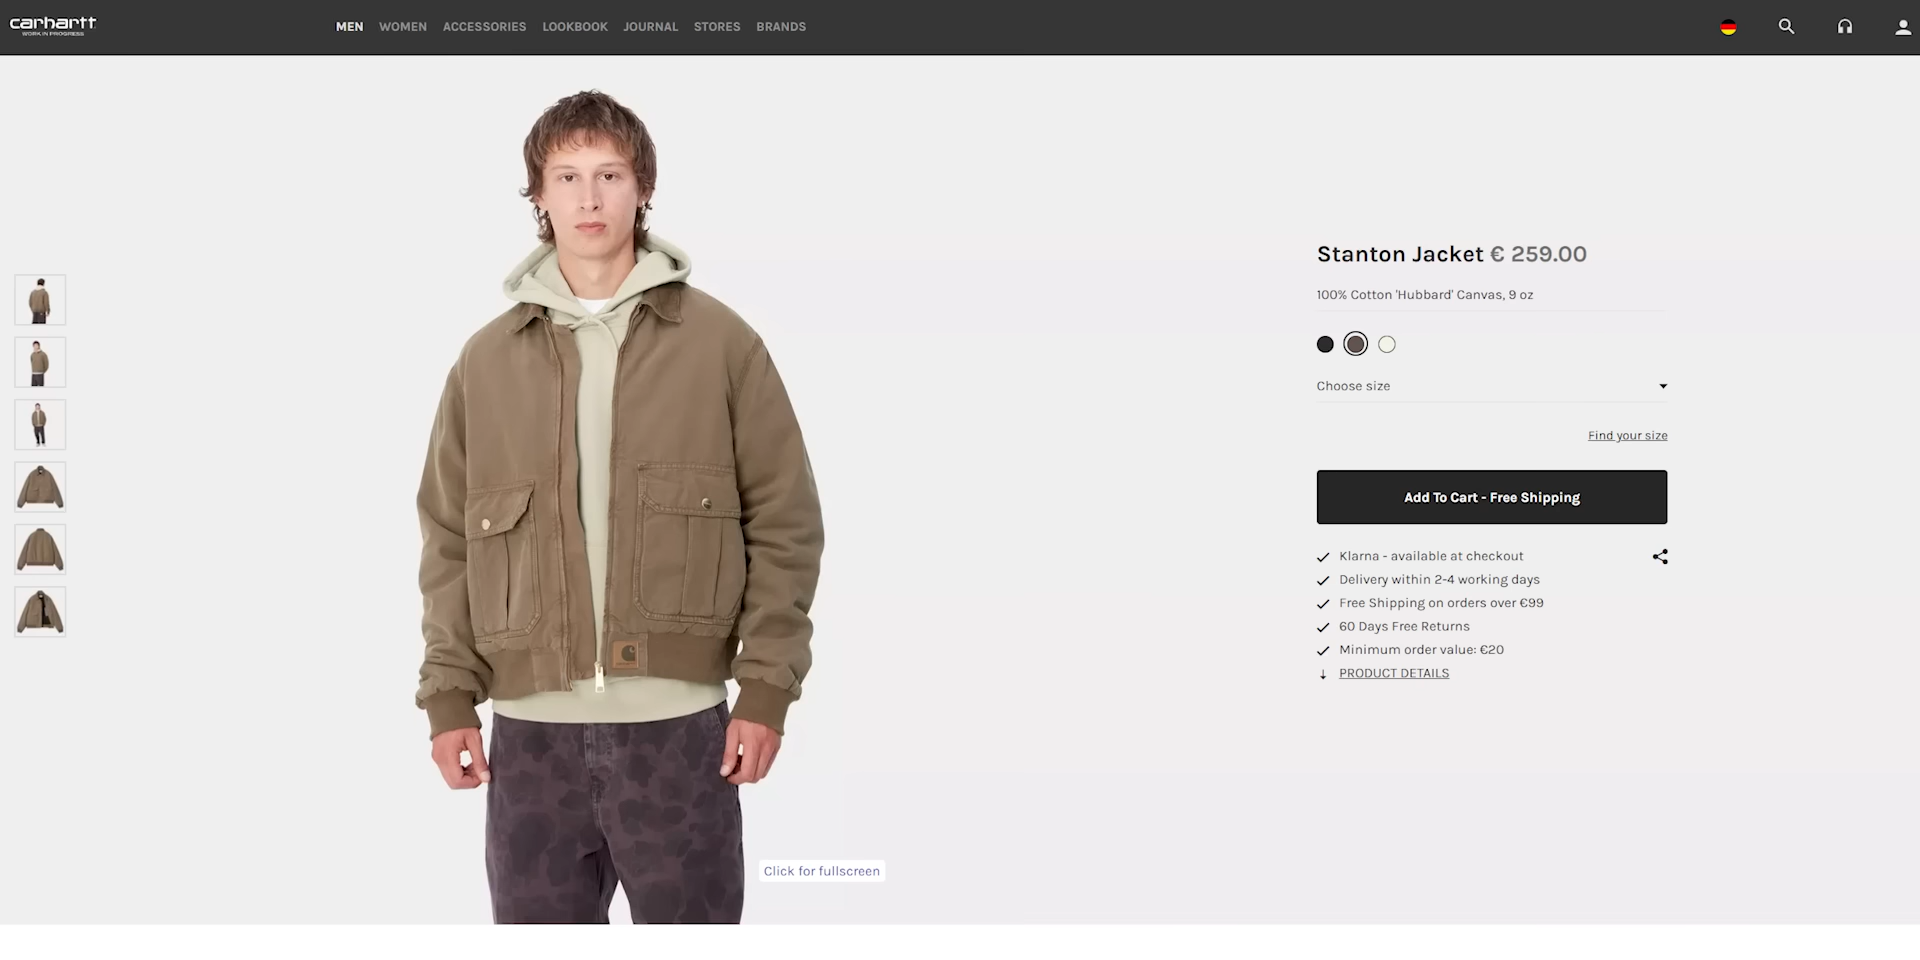 carhartt
WORK IN PROGRESS
MEN WOMEN ACCESSORIES LOOKBOOK JOURNAL STORES BRANDS
Stanton Jacket € 259.00
100% Cotton 'Hubbard' Canvas, 9 oz
Choose size
Find your size
Add To Cart - Free Shipping
Klarna - available at checkout
Delivery within 2-4 working days
Free Shipping on orders over €99
60 Days Free Returns
Minimum order value: €20
PRODUCT DETAILS
Click for fullscreen